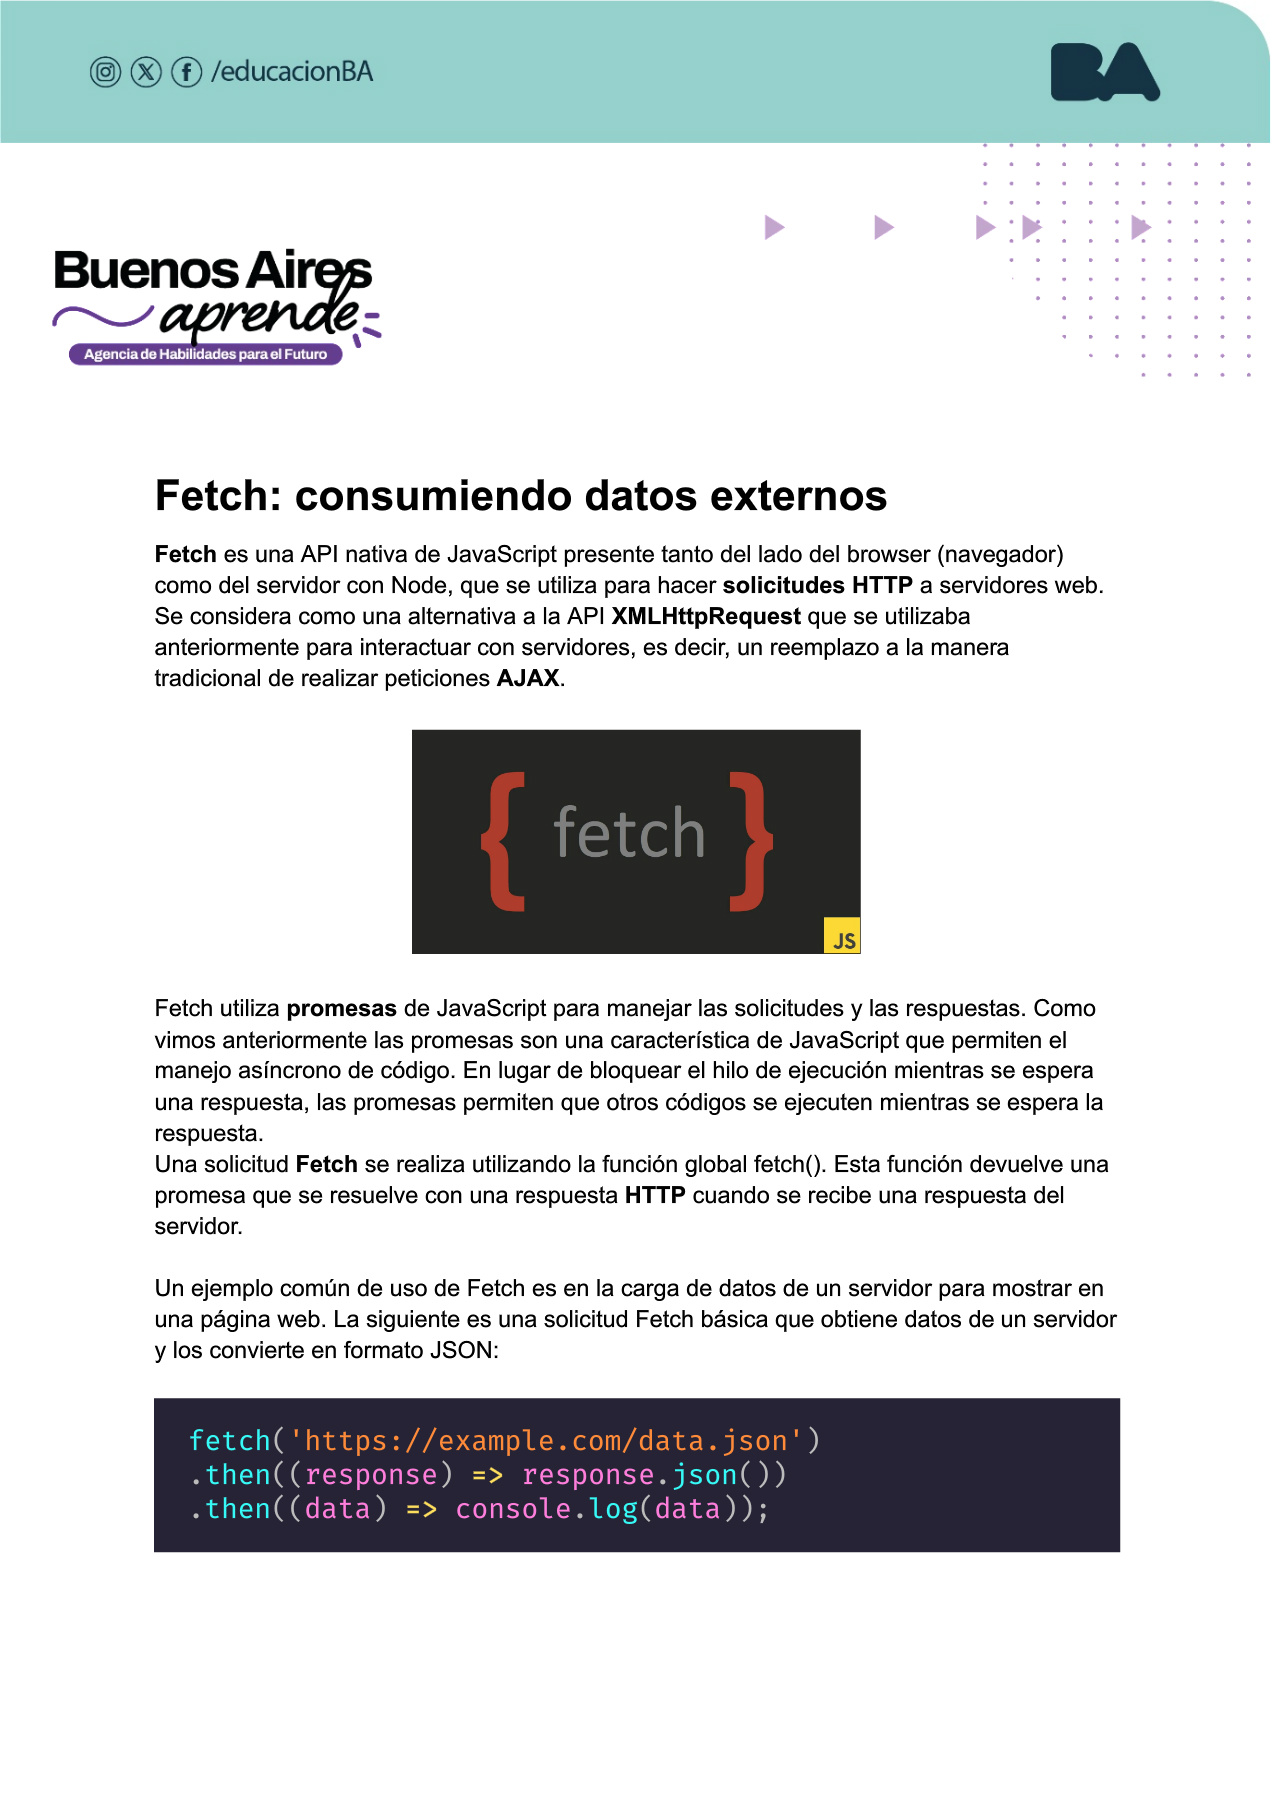 /educacionBA
BA
Buenos Aires
aprende
Agencia de Habilidades para el Futuro
Fetch: consumiendo datos externos
Fetch es una API nativa de JavaScript presente tanto del lado del browser (navegador)
como del servidor con Node, que se utiliza para hacer solicitudes HTTP a servidores web.
Se considera como una alternativa a la API XMLHttpRequest que se utilizaba
anteriormente para interactuar con servidores, es decir, un reemplazo a la manera
tradicional de realizar peticiones AJAX.
{ fetch }
JS
Fetch utiliza promesas de JavaScript para manejar las solicitudes y las respuestas. Como
vimos anteriormente las promesas son una característica de JavaScript que permiten el
manejo asíncrono de código. En lugar de bloquear el hilo de ejecución mientras se espera
una respuesta, las promesas permiten que otros códigos se ejecuten mientras se espera la
respuesta.
Una solicitud Fetch se realiza utilizando la función global fetch(). Esta función devuelve una
promesa que se resuelve con una respuesta HTTP cuando se recibe una respuesta del
servidor.
Un ejemplo común de uso de Fetch es en la carga de datos de un servidor para mostrar en
una página web. La siguiente es una solicitud Fetch básica que obtiene datos de un servidor
y los convierte en formato JSON:
fetch('https://example.com/data.json')
.then((response) => response.json())
.then((data) => console.log(data));